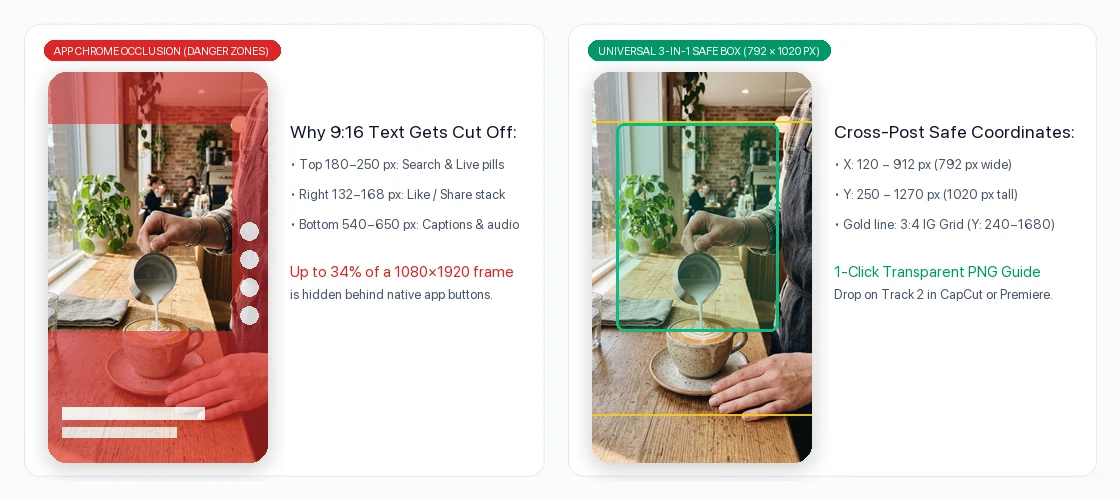 APP CHROME OCCLUSION (DANGER ZONES)
Why 9:16 Text Gets Cut Off:
• Top 180–250 px: Search & Live pills
• Right 132–168 px: Like / Share stack
• Bottom 540–650 px: Captions & audio
Up to 34% of a 1080×1920 frame
is hidden behind native app buttons.
UNIVERSAL 3-IN-1 SAFE BOX (792 × 1020 PX)
Cross-Post Safe Coordinates:
• X: 120 – 912 px (792 px wide)
• Y: 250 – 1270 px (1020 px tall)
• Gold line: 3:4 IG Grid (Y: 240–1680)
1-Click Transparent PNG Guide
Drop on Track 2 in CapCut or Premiere.